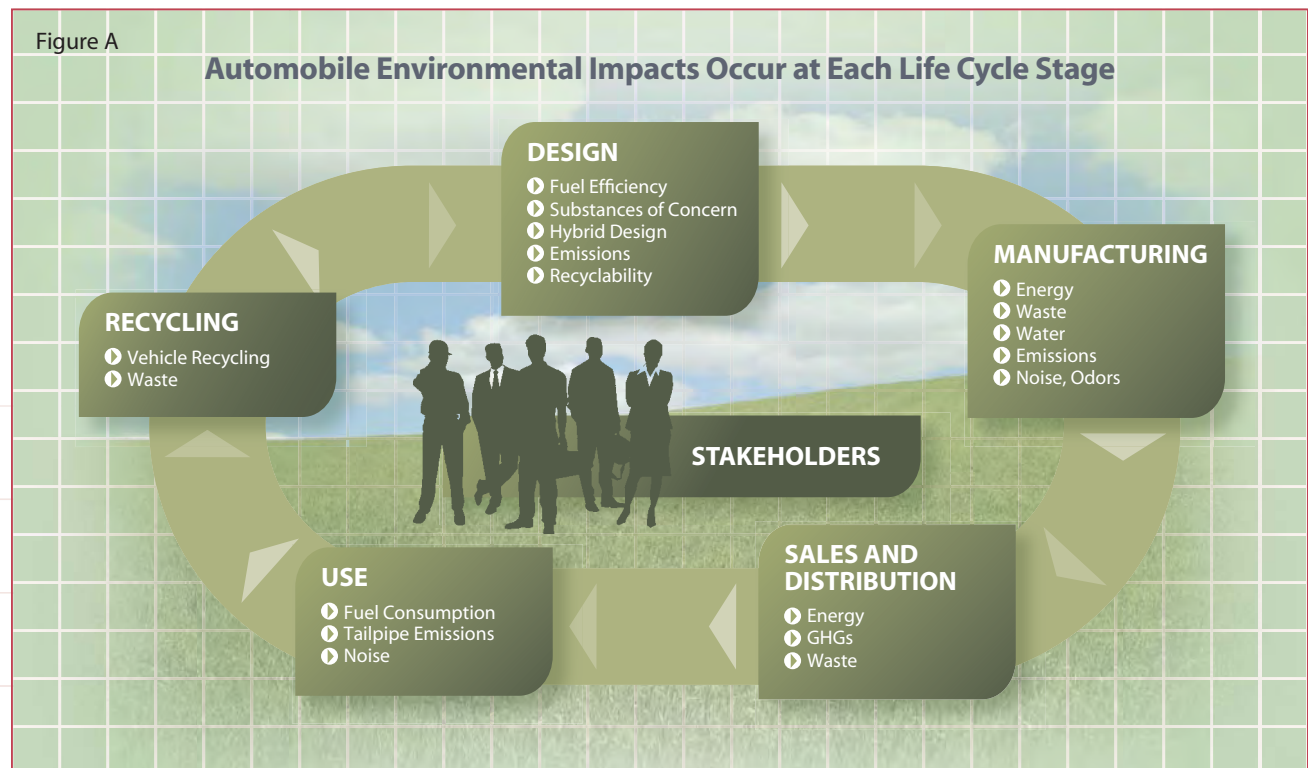 Figure A
Automobile Environmental Impacts Occur at Each Life Cycle Stage
DESIGN
Fuel Efficiency
Substances of Concern
Hybrid Design
Emissions
Recyclability
MANUFACTURING
Energy
Waste
Water
Emissions
Noise, Odors
RECYCLING
Vehicle Recycling
Waste
STAKEHOLDERS
USE
Fuel Consumption
Tailpipe Emissions
Noise
SALES AND
DISTRIBUTION
Energy
GHGs
Waste